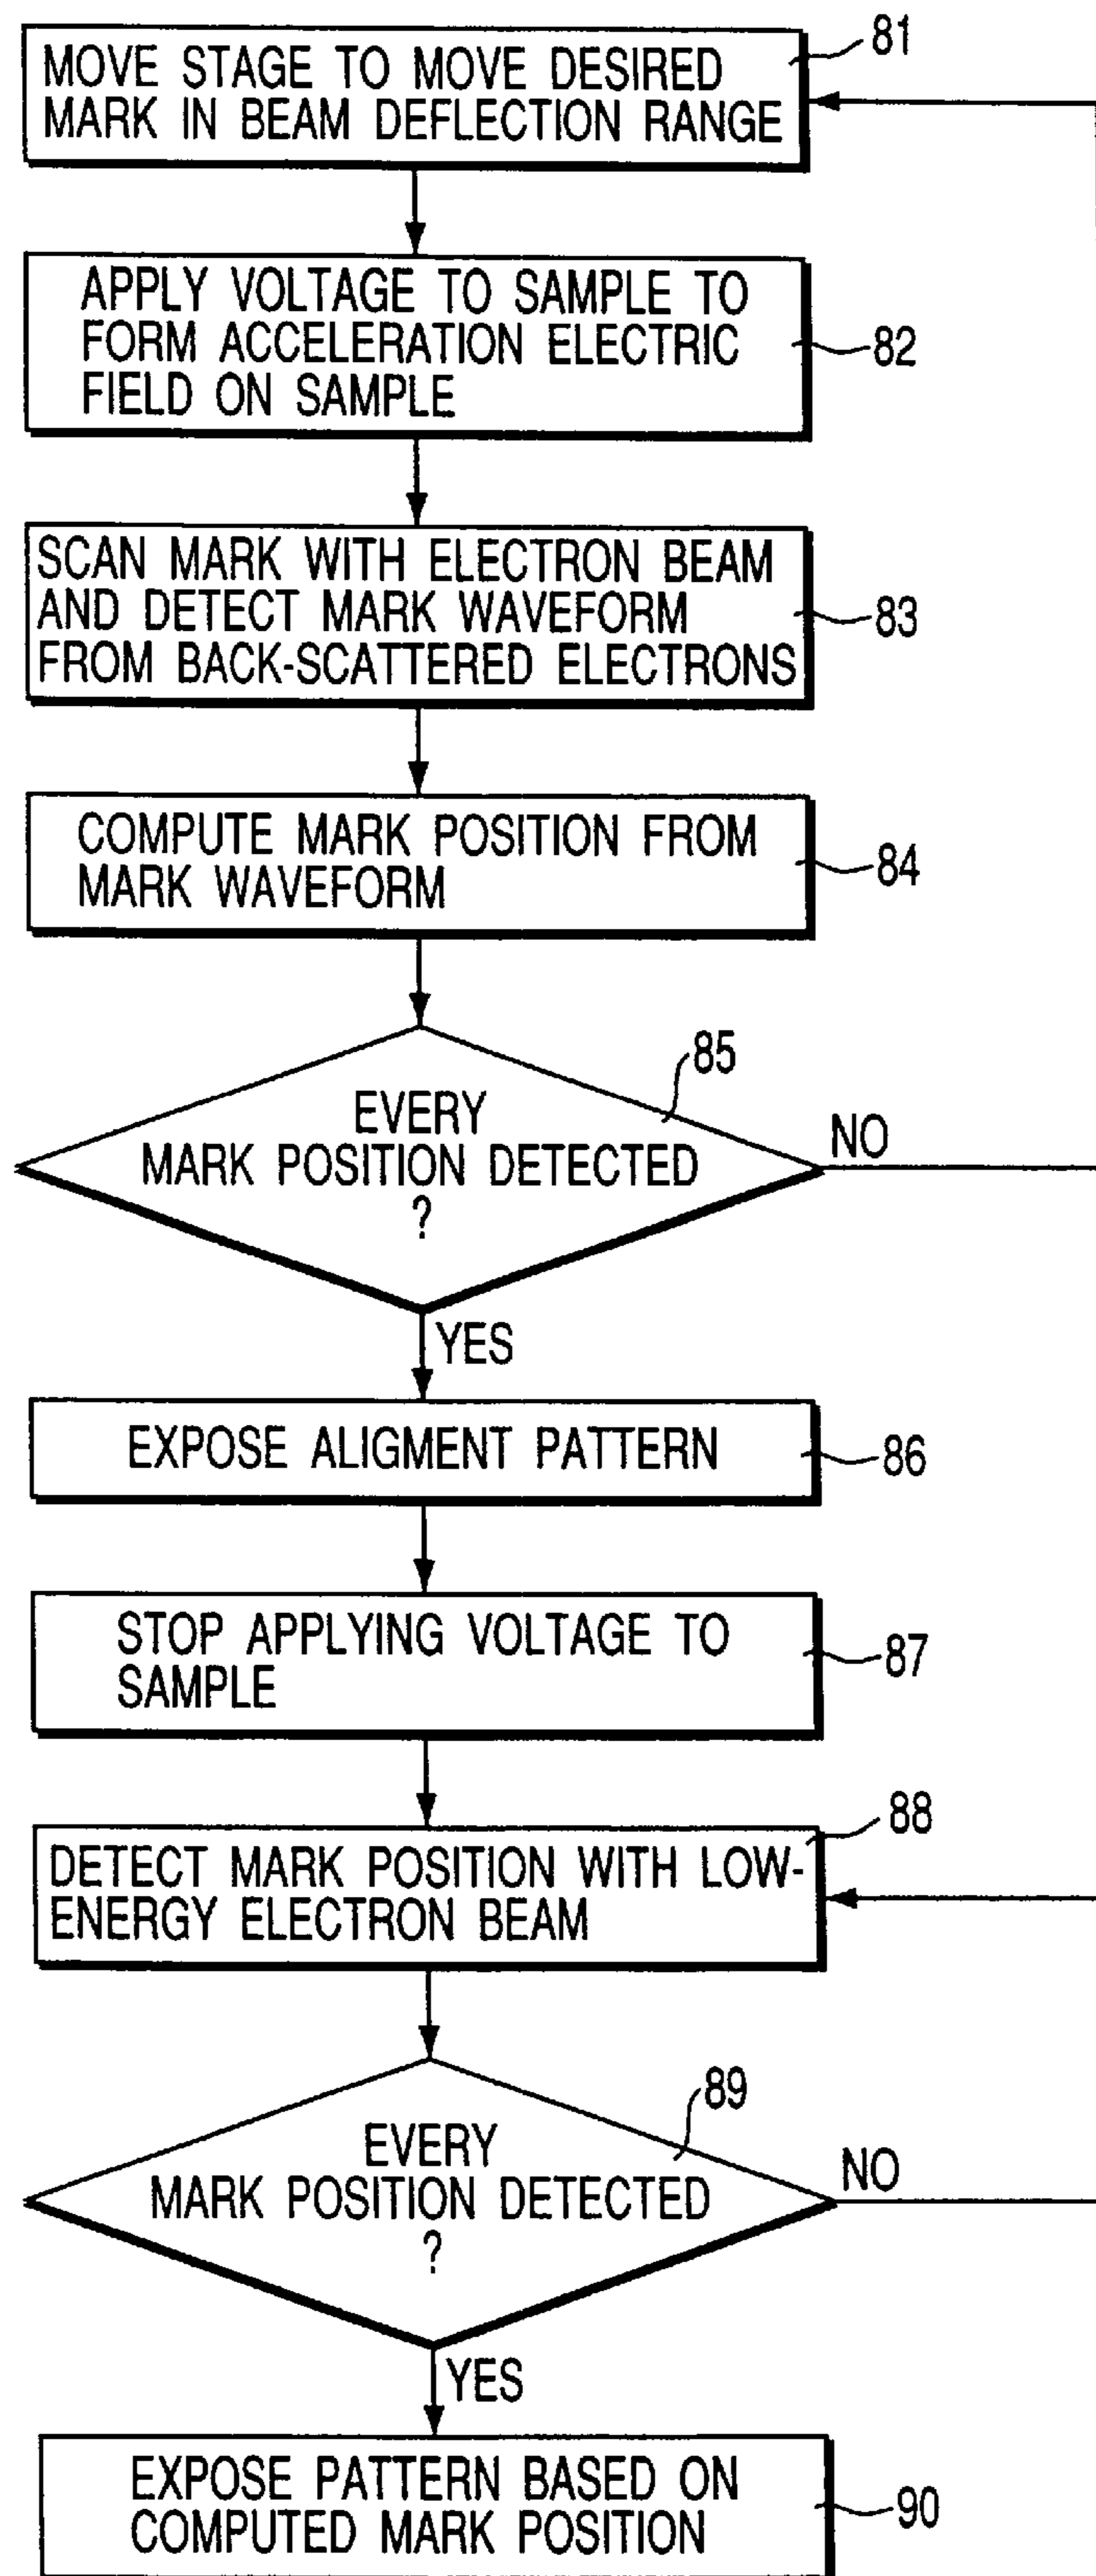 81
MOVE STAGE TO MOVE DESIRED
MARK IN BEAM DEFLECTION RANGE
APPLY VOLTAGE TO SAMPLE TO
FORM ACCELERATION ELECTRIC
FIELD ON SAMPLE
82
SCAN MARK WITH ELECTRON BEAM
AND DETECT MARK WAVEFORM
FROM BACK-SCATTERED ELECTRONS
83
COMPUTE MARK POSITION FROM
MARK WAVEFORM
84
85
EVERY
MARK POSITION DETECTED
?
NO
YES
EXPOSE ALIGMENT PATTERN
86
STOP APPLYING VOLTAGE TO
SAMPLE
87
88
DETECT MARK POSITION WITH LOW-
ENERGY ELECTRON BEAM
89
EVERY
MARK POSITION DETECTED
?
NO
YES
EXPOSE PATTERN BASED ON
COMPUTED MARK POSITION
90